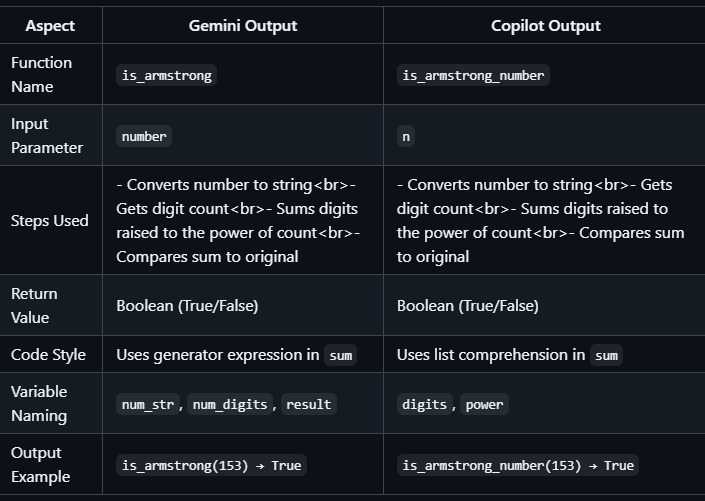 Aspect Gemini Output Copilot Output
Function
Name
is_armstrong
is_armstrong_number
Input
Parameter
number
n
Steps Used
- Converts number to string<br>-
Gets digit count<br>- Sums digits
raised to the power of count<br>-
Compares sum to original
- Converts number to string<br>- Gets
digit count<br>- Sums digits raised to
the power of count<br>- Compares sum
to original
Return
Value
Boolean (True/False)
Boolean (True/False)
Code Style
Uses generator expression in sum
Uses list comprehension in sum
Variable
Naming
num_str, num_digits, result
digits, power
Output
Example
is_armstrong(153) → True
is_armstrong_number(153) → True